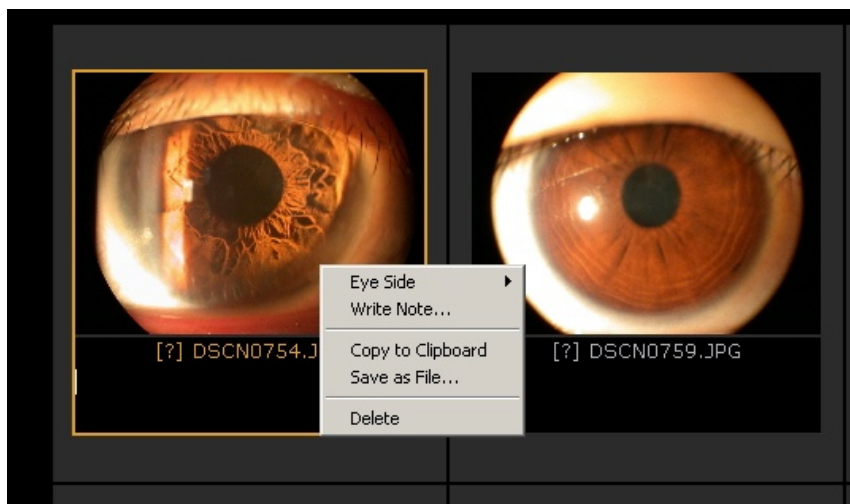 Eye Side
Write Note...
Copy to Clipboard
Save as File...
Delete
[?] DSCN0754.J
[?] DSCN0759.JPG